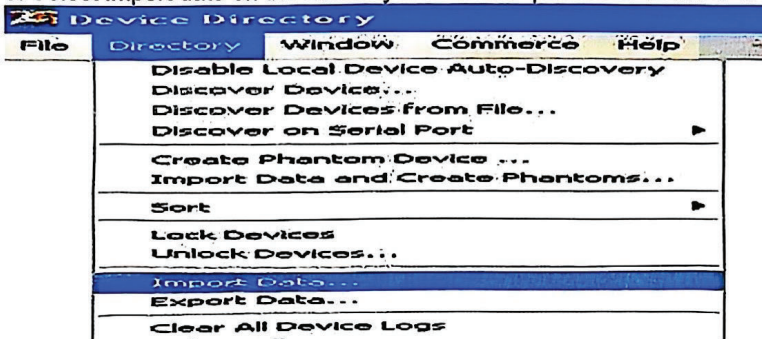 Device Directory
File Directory Window Commerce Help
Disable Local Device Auto-Discovery
Discover Device...
Discover Devices from File...
Discover on Serial Port
Create Phantom Device ...
Import Data and Create Phantoms...
Sort
Lock Devices
Unlock Devices...
Import Data...
Export Data...
Clear All Device Logs